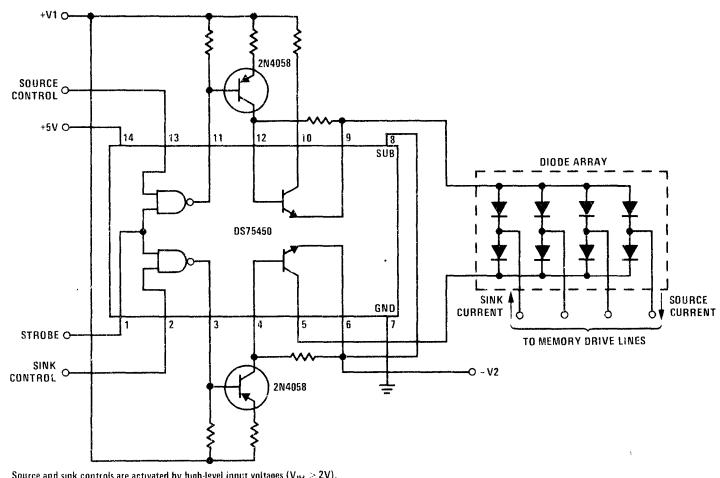 +V1
2N4058
SOURCE
CONTROL
+5V
14
13
11
12
10
9
8
SUB
DIODE ARRAY
DS75450
GND
SINK
CURRENT
SOURCE
CURRENT
1
2
3
4
5
6
7
STROBE
TO MEMORY DRIVE LINES
SINK
CONTROL
2N4058
-V2
Source and sink controls are activated by high-level input voltages (VIH ≥ 2V).